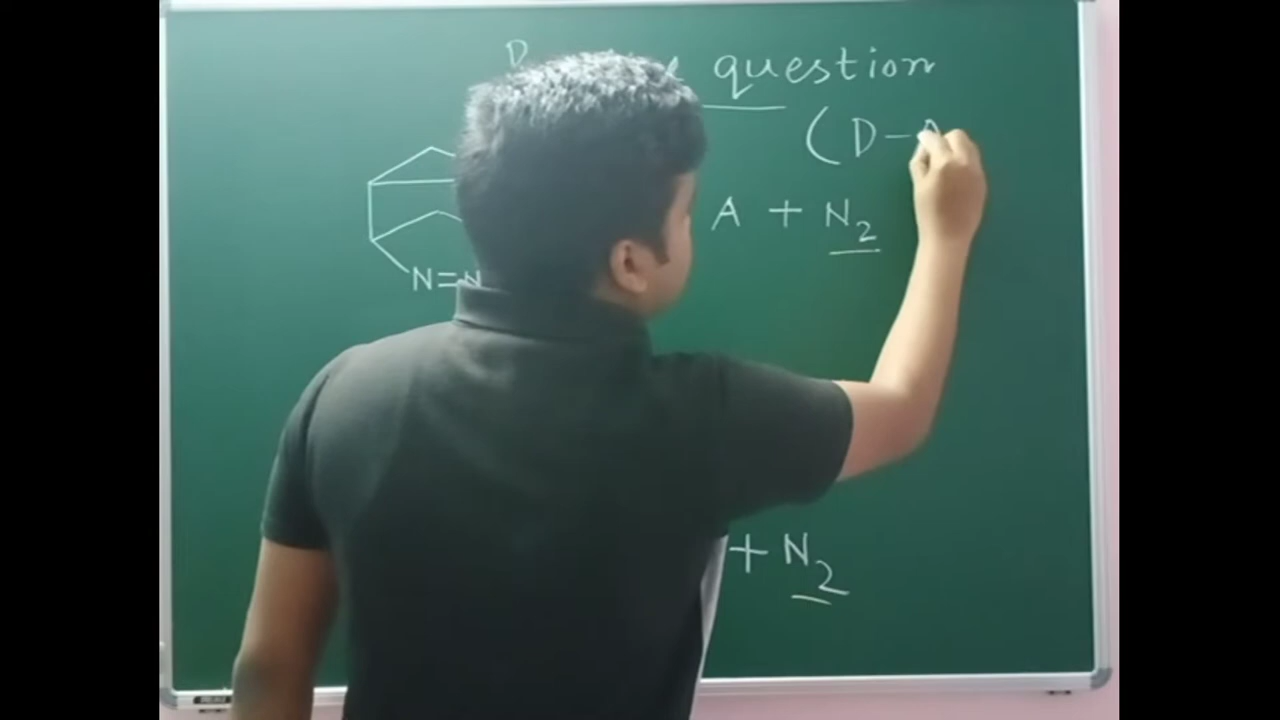 question
(D-A
A + N2
N=N
+ N2